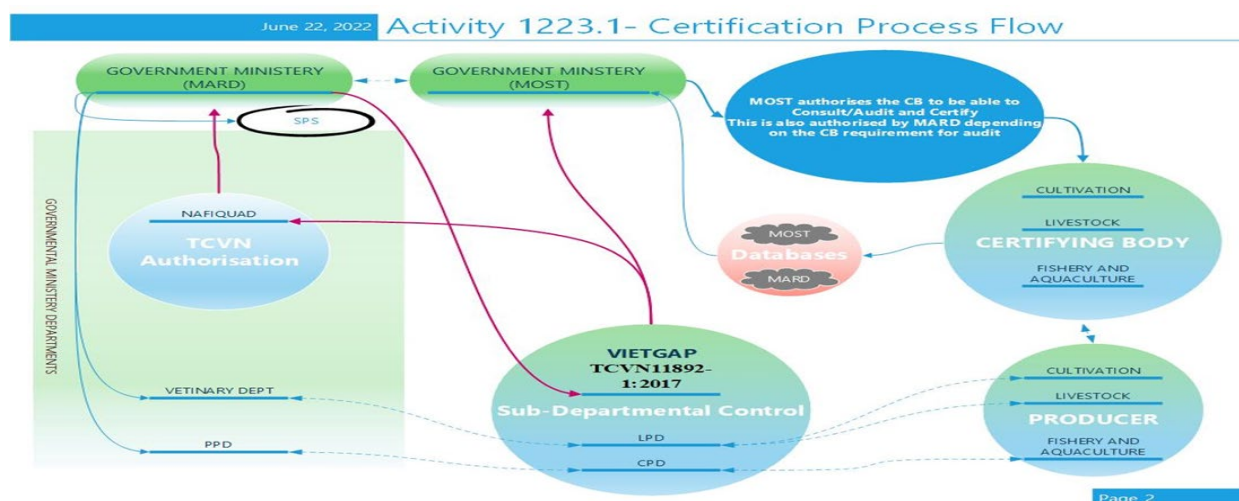 June 22, 2022
Activity 1223.1- Certification Process Flow
GOVERNMENT MINISTERY
(MARD)
GOVERNMENT MINSTERY
(MOST)
SPS
MOST authorises the CB to be able to
Consult/Audit and Certify
This is also authorised by MARD depending
on the CB requirement for audit
GOVERNMENTAL MINISTERY DEPARTMENTS
NAFIQUAD
TCVN
Authorisation
MOST
Databases
MARD
CULTIVATION
LIVESTOCK
CERTIFYING BODY
FISHERY AND
AQUACULTURE
VIETGAP
TCVN11892-
1:2017
Sub-Departmental Control
LPD
CPD
VETINARY DEPT
PPD
CULTIVATION
LIVESTOCK
PRODUCER
FISHERY AND
AQUACULTURE
Page 2